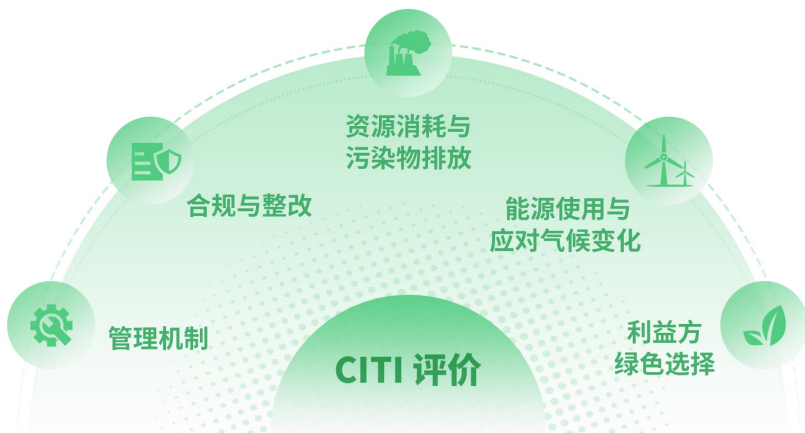 资源消耗与
污染物排放
合规与整改
能源使用与
应对气候变化
管理机制
利益方
绿色选择
CITI 评价